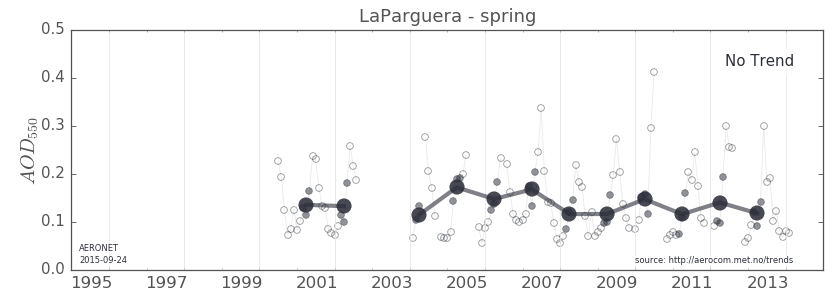 LaParguera - spring
0.5
No Trend
0.4
0.3
AOD550
0.2
0.1
AERONET
2015-09-24
source: http://aerocom.met.no/trends
0.0
1995 1997 1999 2001 2003 2005 2007 2009 2011 2013